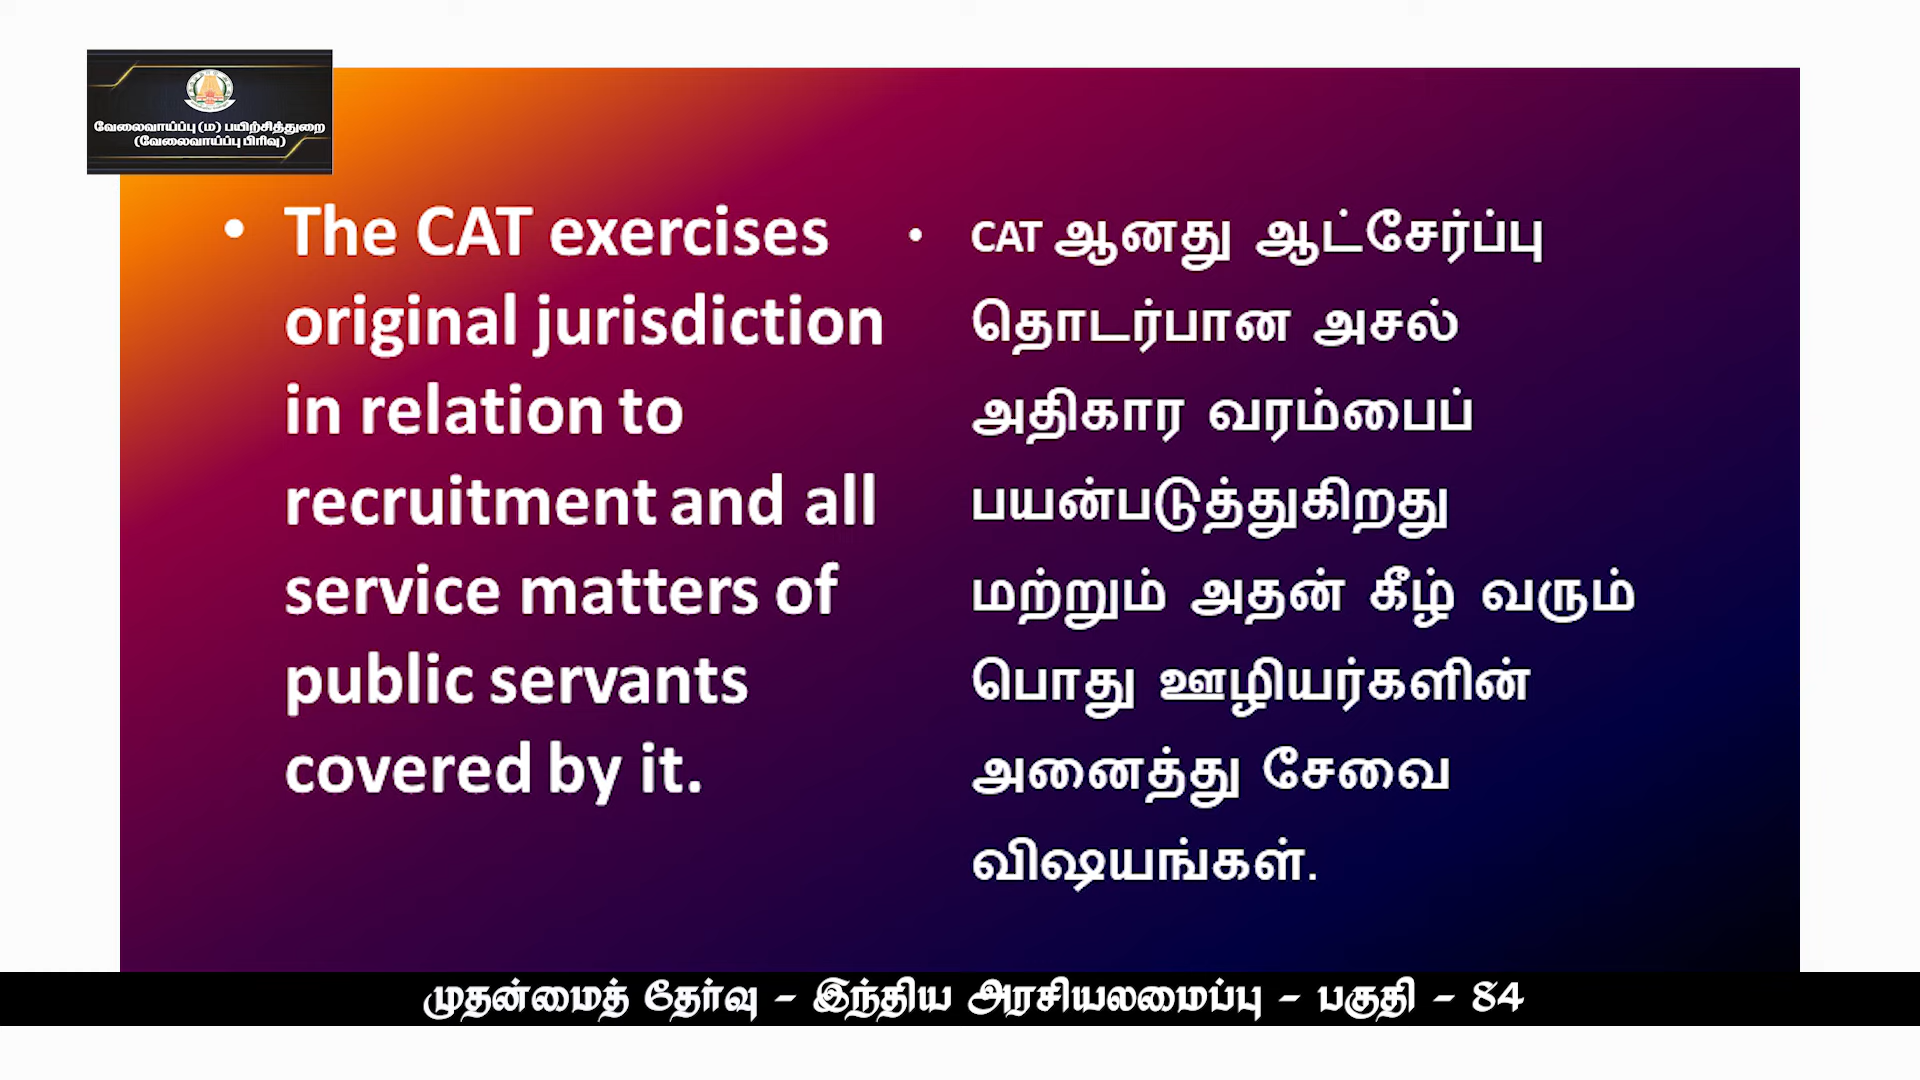 வேலைவாய்ப்பு (ம) பயிற்சித்துறை
(வேலைவாய்ப்பு பிரிவு)
• The CAT exercises
original jurisdiction
in relation to
recruitment and all
service matters of
public servants
covered by it.
• CAT ஆனது ஆட்சேர்ப்பு
தொடர்பான அசல்
அதிகார வரம்பைப்
பயன்படுத்துகிறது
மற்றும் அதன் கீழ் வரும்
பொது ஊழியர்களின்
அனைத்து சேவை
விஷயங்கள்.
முதன்மைத் தேர்வு – இந்திய அரசியலமைப்பு – பகுதி – 84